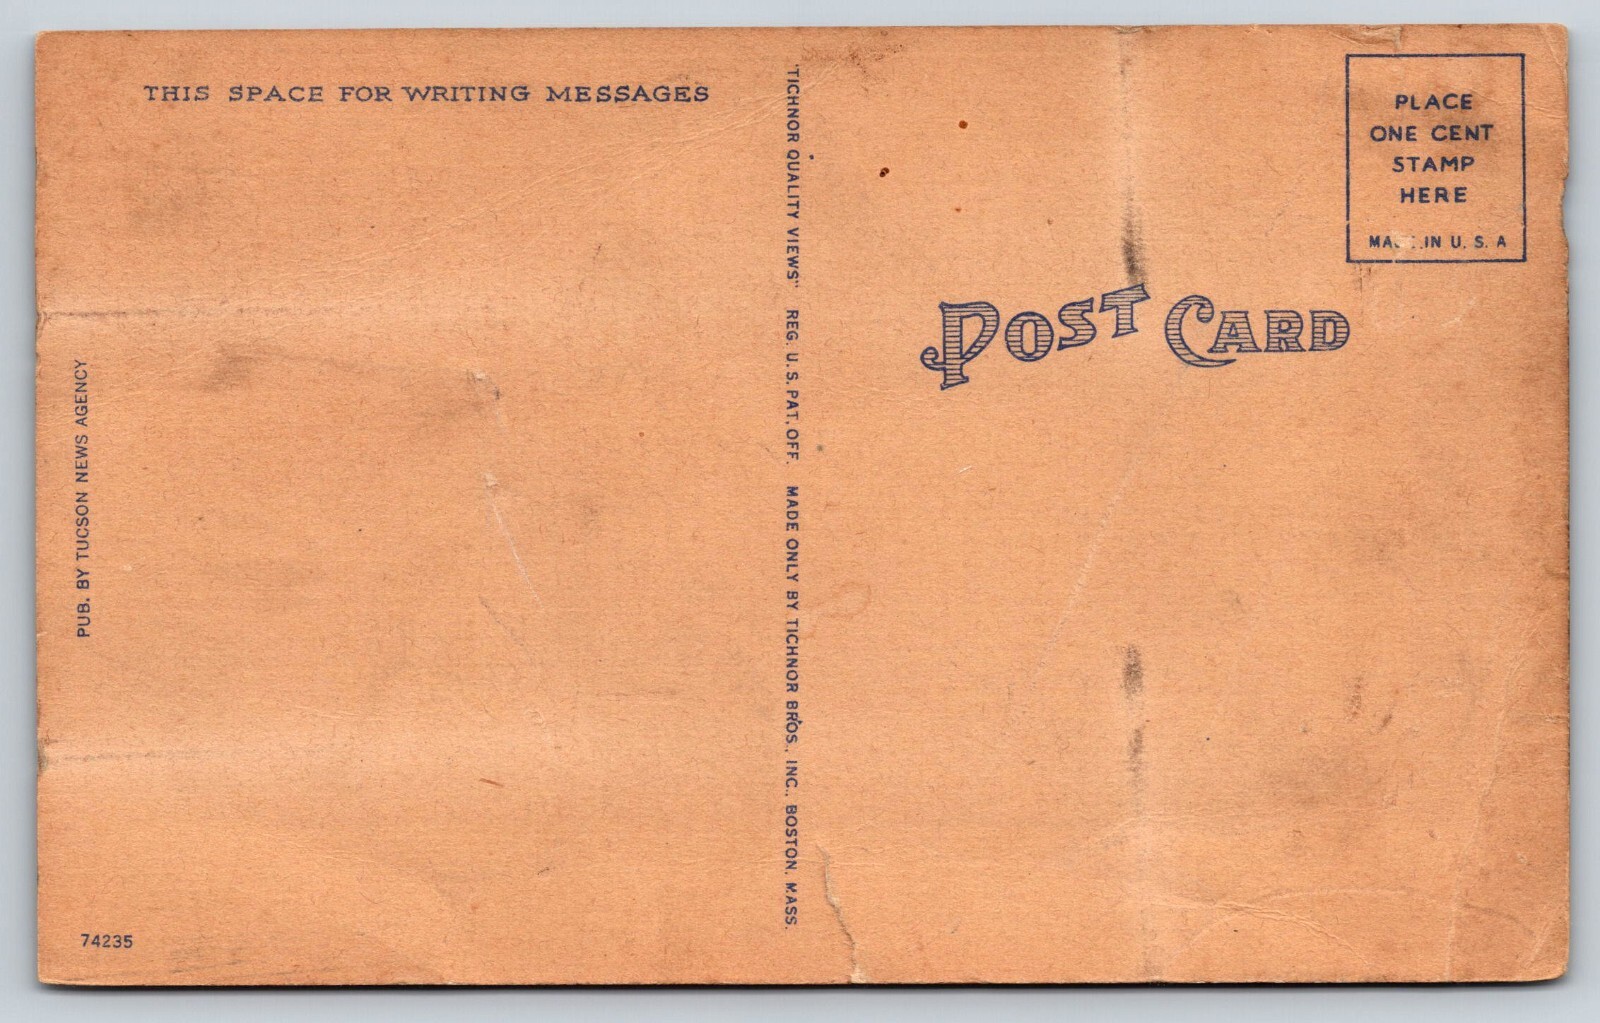 THIS SPACE FOR WRITING MESSAGES
PUB. BY TUCSON NEWS AGENCY
74235
"TICHNOR QUALITY VIEWS" REG. U. S. PAT. OFF. MADE ONLY BY TICHNOR BROS., INC., BOSTON, MASS.
POST CARD
PLACE
ONE CENT
STAMP
HERE
MADE IN U. S. A